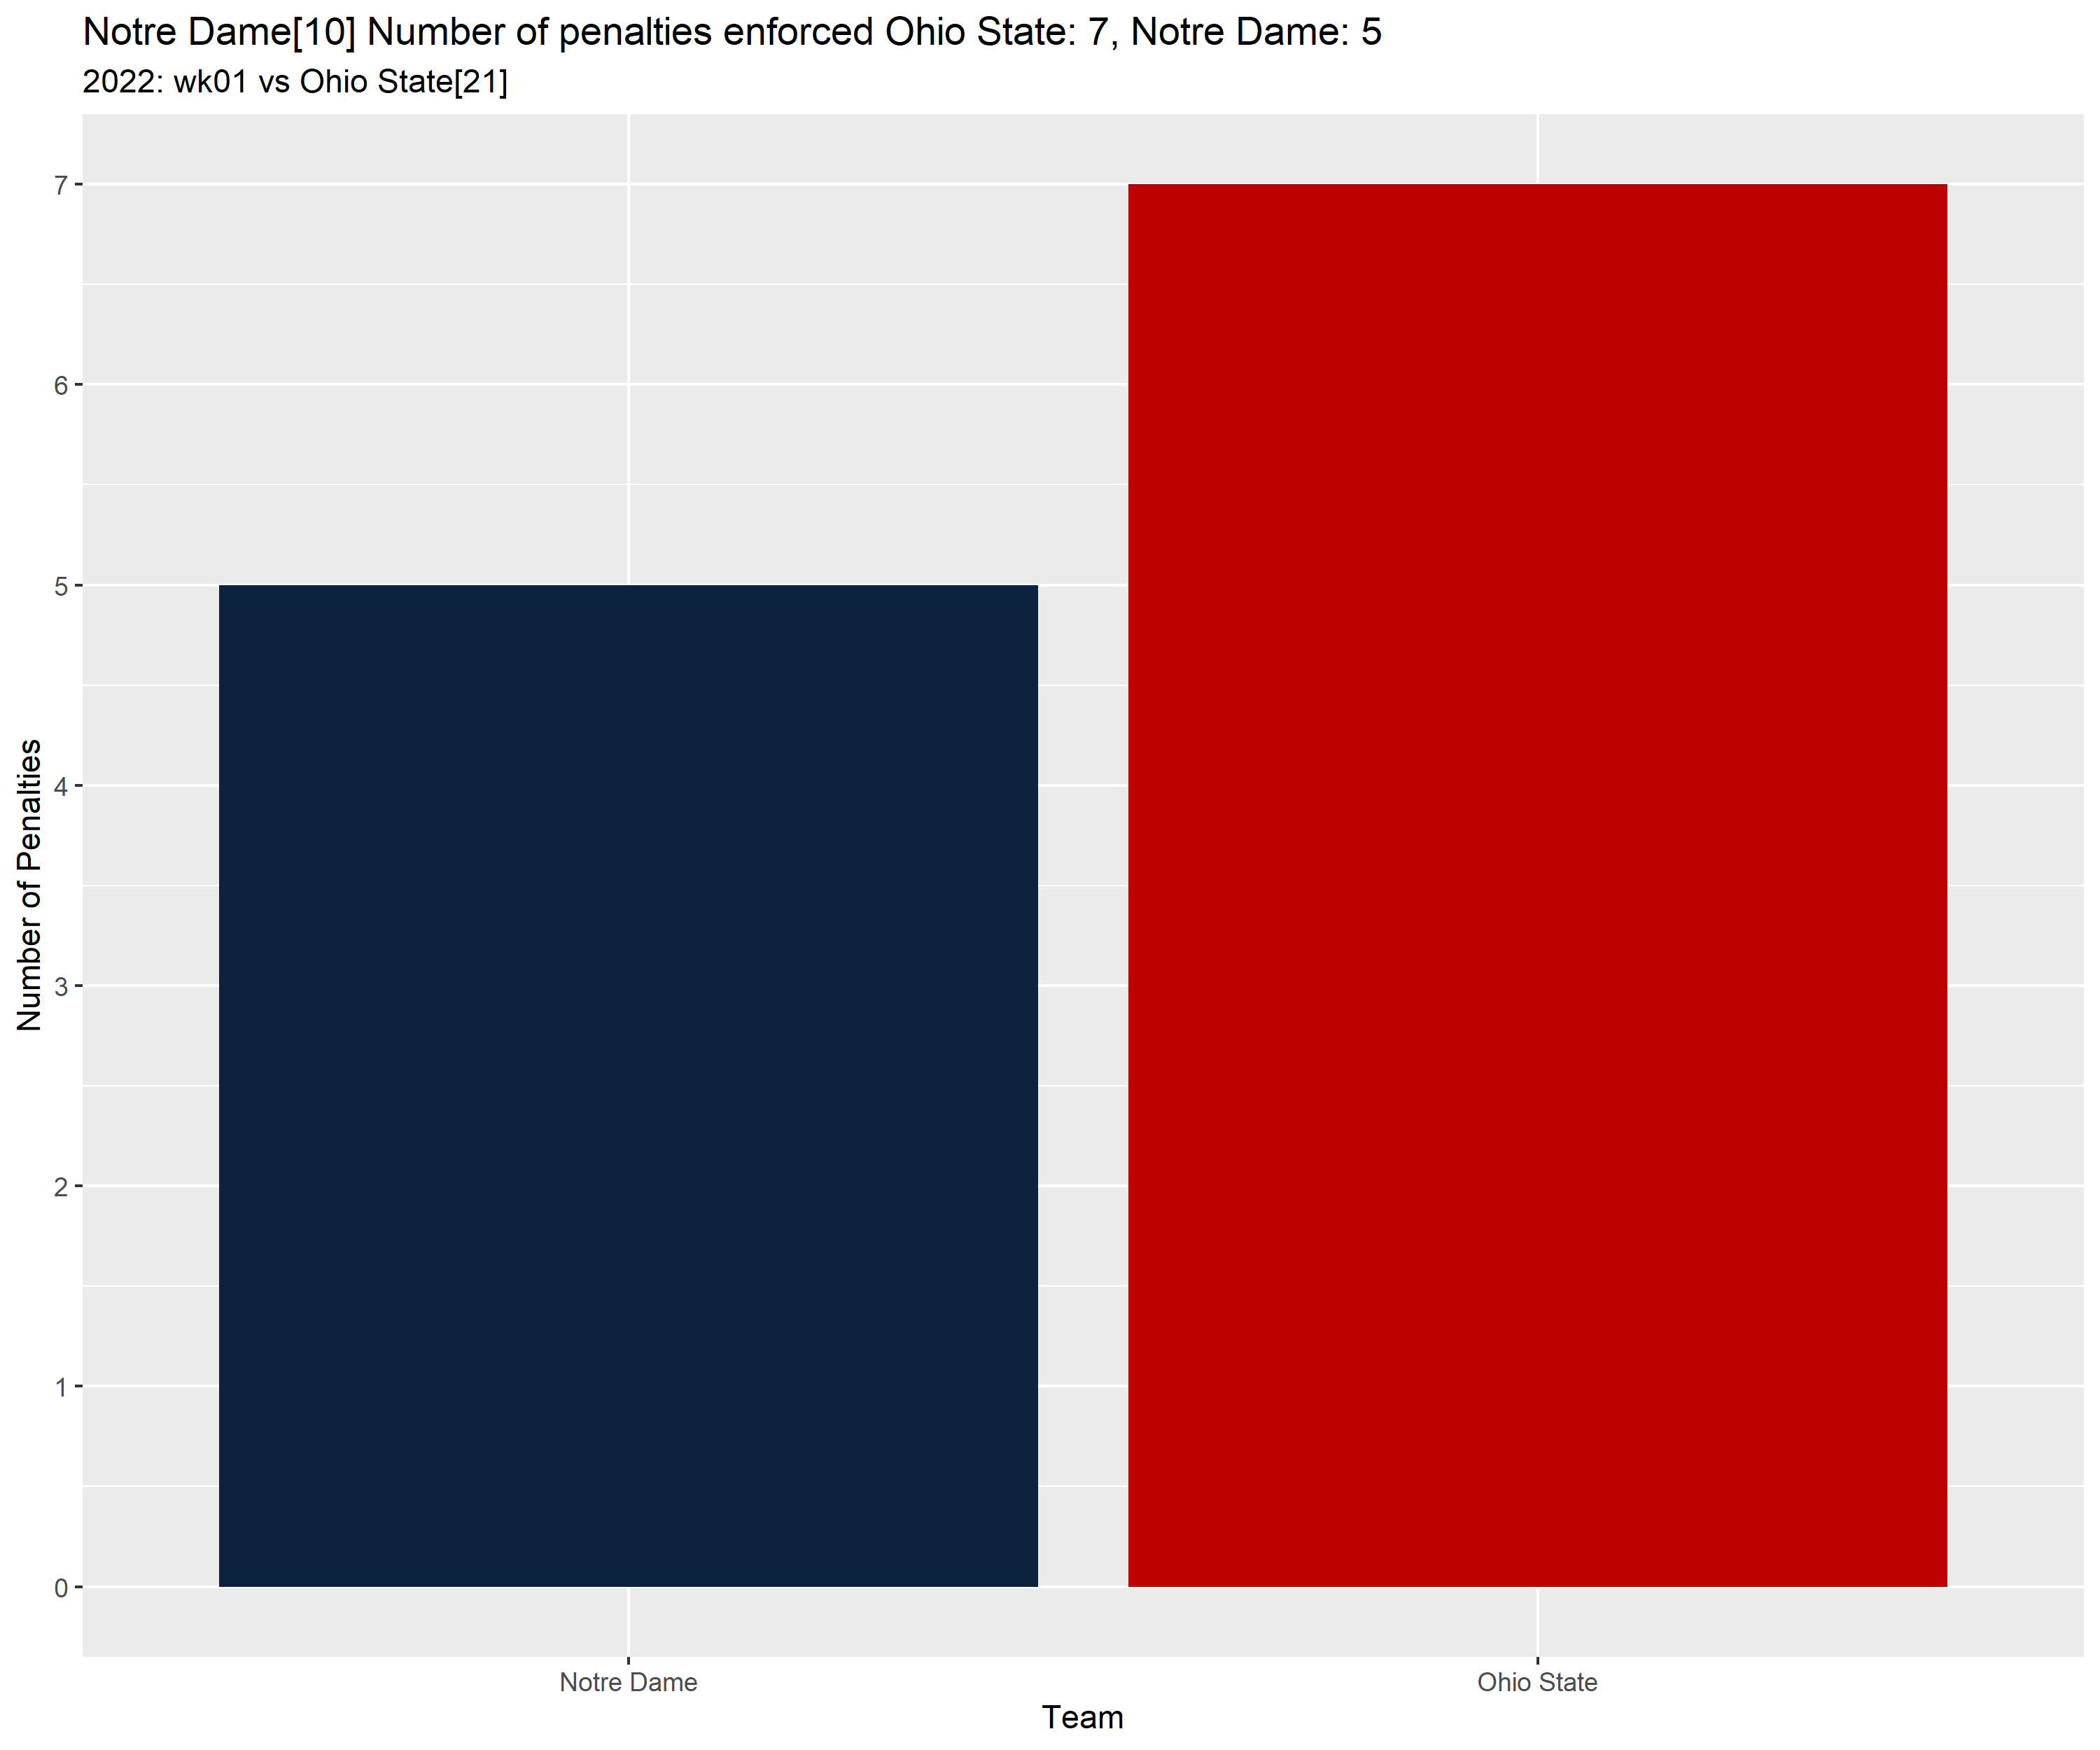 Notre Dame[10] Number of penalties enforced Ohio State: 7, Notre Dame: 5
2022: wk01 vs Ohio State[21]
Number of Penalties
7
6
5
4
3
2
1
0
Notre Dame
Ohio State
Team